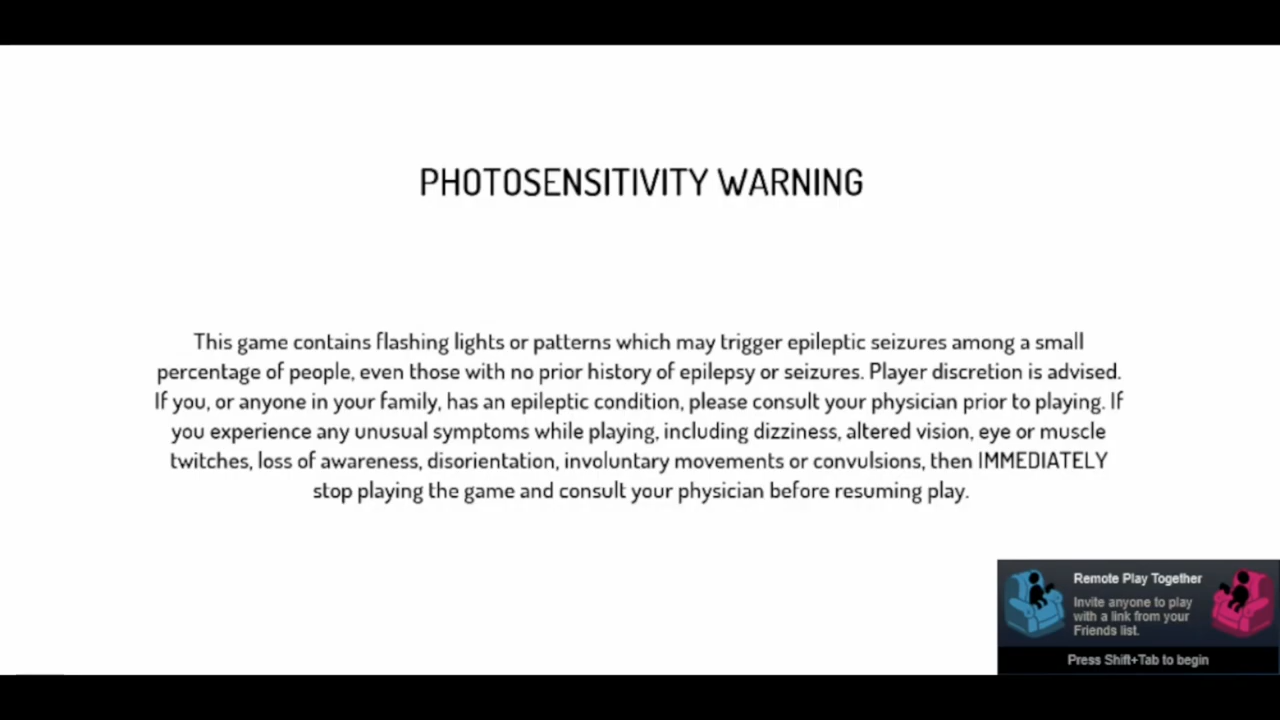 PHOTOSENSITIVITY WARNING
This game contains flashing lights or patterns which may trigger epileptic seizures among a small
percentage of people, even those with no prior history of epilepsy or seizures. Player discretion is advised.
If you, or anyone in your family, has an epileptic condition, please consult your physician prior to playing. If
you experience any unusual symptoms while playing, including dizziness, altered vision, eye or muscle
twitches, loss of awareness, disorientation, involuntary movements or convulsions, then IMMEDIATELY
stop playing the game and consult your physician before resuming play.
Remote Play Together
Invite anyone to play
with a link from your
Friends list.
Press Shift+Tab to begin